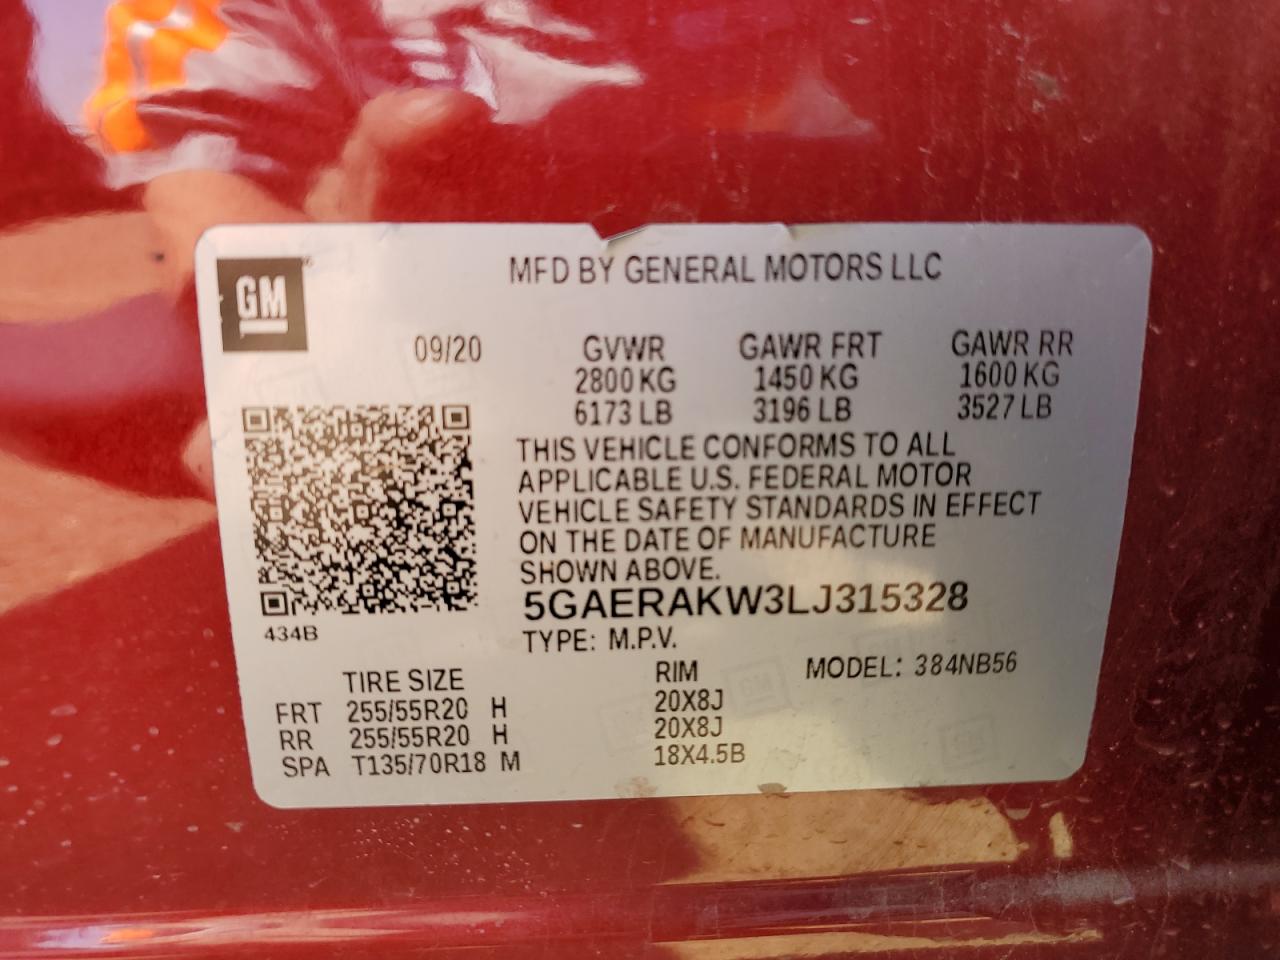 GM
MFD BY GENERAL MOTORS LLC
09/20 GVWR GAWR FRT GAWR RR
2800 KG 1450 KG 1600 KG
6173 LB 3196 LB 3527 LB
THIS VEHICLE CONFORMS TO ALL
APPLICABLE U.S. FEDERAL MOTOR
VEHICLE SAFETY STANDARDS IN EFFECT
ON THE DATE OF MANUFACTURE
SHOWN ABOVE.
5GAERAKW3LJ315328
434B
TYPE: M.P.V.
TIRE SIZE RIM MODEL: 384NB56
FRT 255/55R20 H 20X8J
RR 255/55R20 H 20X8J
SPA T135/70R18 M 18X4.5B